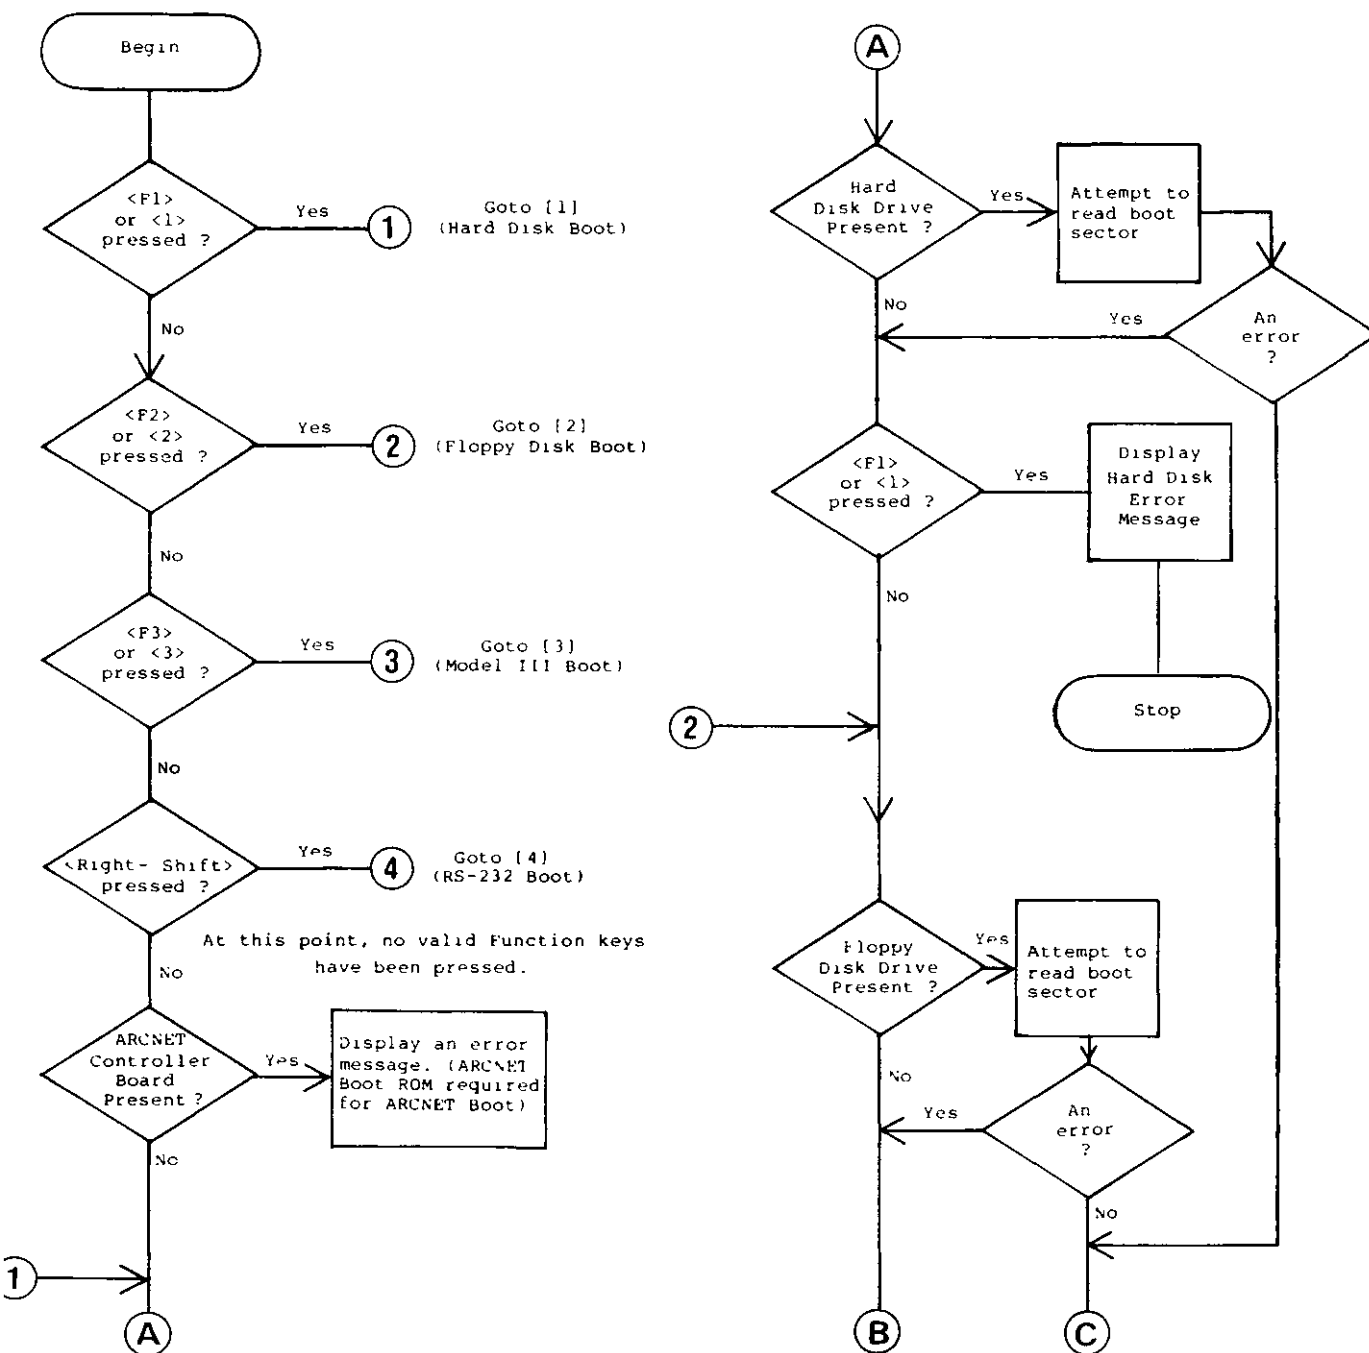 Begin
<F1>
or <1>
pressed ?
Yes
1
Goto [1]
(Hard Disk Boot)
No
<F2>
or <2>
pressed ?
Yes
2
Goto [2]
(Floppy Disk Boot)
No
<F3>
or <3>
pressed ?
Yes
3
Goto [3]
(Model III Boot)
No
<Right- Shift>
pressed ?
Yes
4
Goto [4]
(RS-232 Boot)
At this point, no valid Function keys
have been pressed.
No
ARCNET
Controller
Board
Present ?
Yes
Display an error
message. (ARCNET
Boot ROM required
for ARCNET Boot)
No
1
A
A
Hard
Disk Drive
Present ?
Yes
Attempt to
read boot
sector
No
An
error
?
Yes
<F1>
or <1>
pressed ?
Yes
Display
Hard Disk
Error
Message
No
Stop
2
Floppy
Disk Drive
Present ?
Yes
Attempt to
read boot
sector
No
An
error
?
Yes
No
B
C